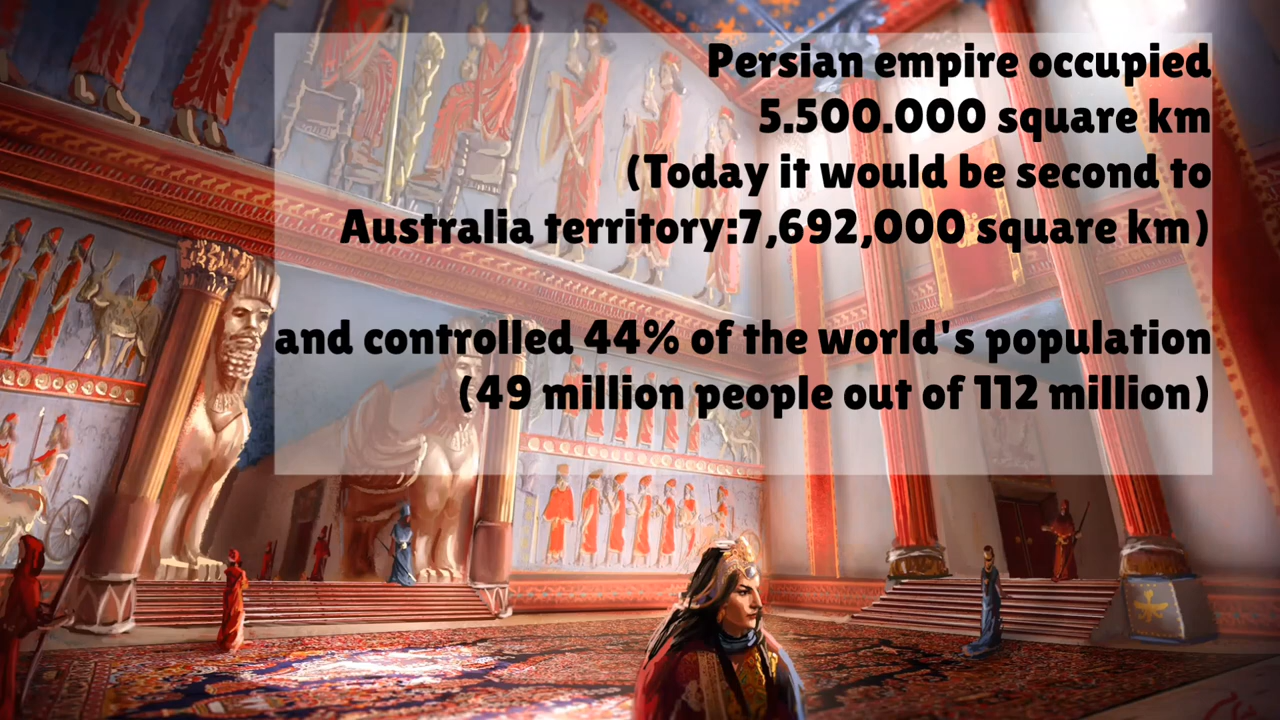 Persian empire occupied
5.500.000 square km
(Today it would be second to
Australia territory:7,692,000 square km)
and controlled 44% of the world's population
(49 million people out of 112 million)